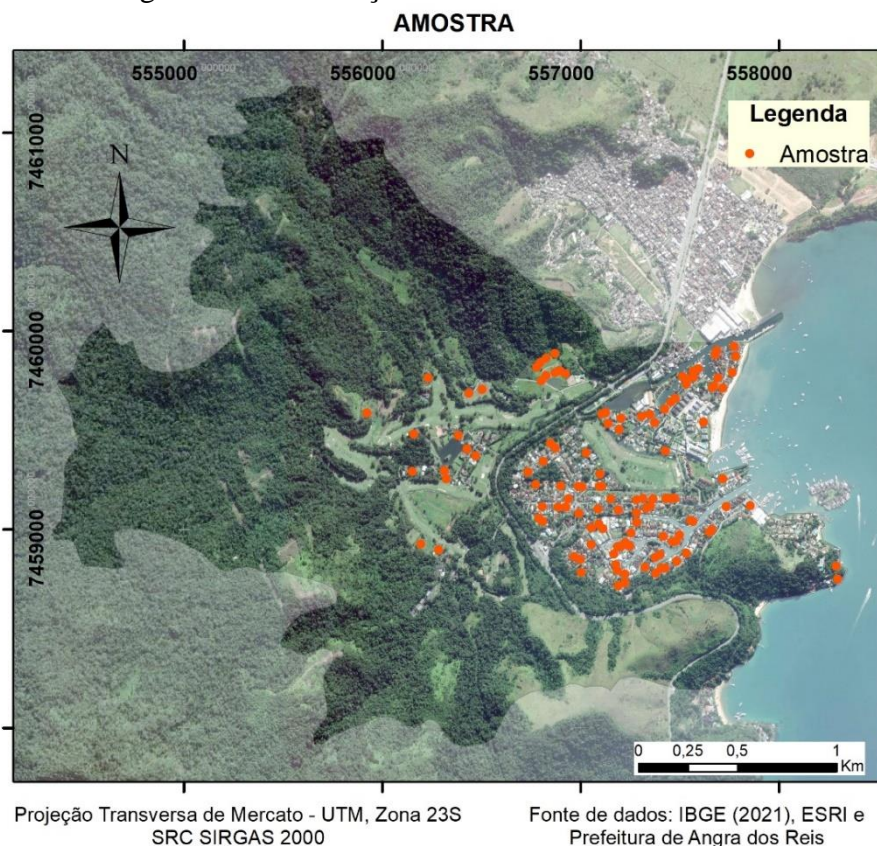 AMOSTRA
555000
556000
557000
558000
Legenda
Amostra
N
7461000
7460000
7459000
0 0,25 0,5 1
Km
Projeção Transversa de Mercato - UTM, Zona 23S
SRC SIRGAS 2000
Fonte de dados: IBGE (2021), ESRI e
Prefeitura de Angra dos Reis